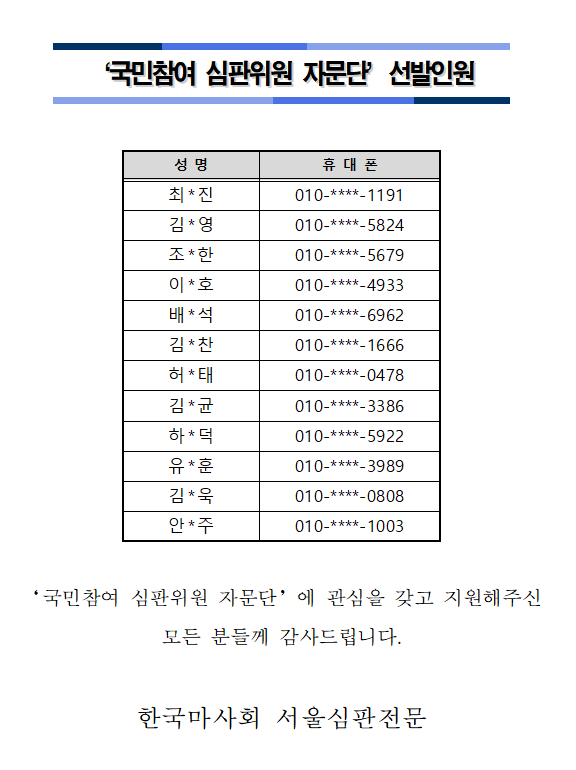 ‘국민참여 심판위원 자문단’ 선발인원
성 명 휴 대 폰
최*진 010-****-1191
김*영 010-****-5824
조*한 010-****-5679
이*호 010-****-4933
배*석 010-****-6962
김*찬 010-****-1666
허*태 010-****-0478
김*균 010-****-3386
하*덕 010-****-5922
유*훈 010-****-3989
김*욱 010-****-0808
안*주 010-****-1003
‘국민참여 심판위원 자문단’에 관심을 갖고 지원해주신
모든 분들께 감사드립니다.
한국마사회 서울심판전문